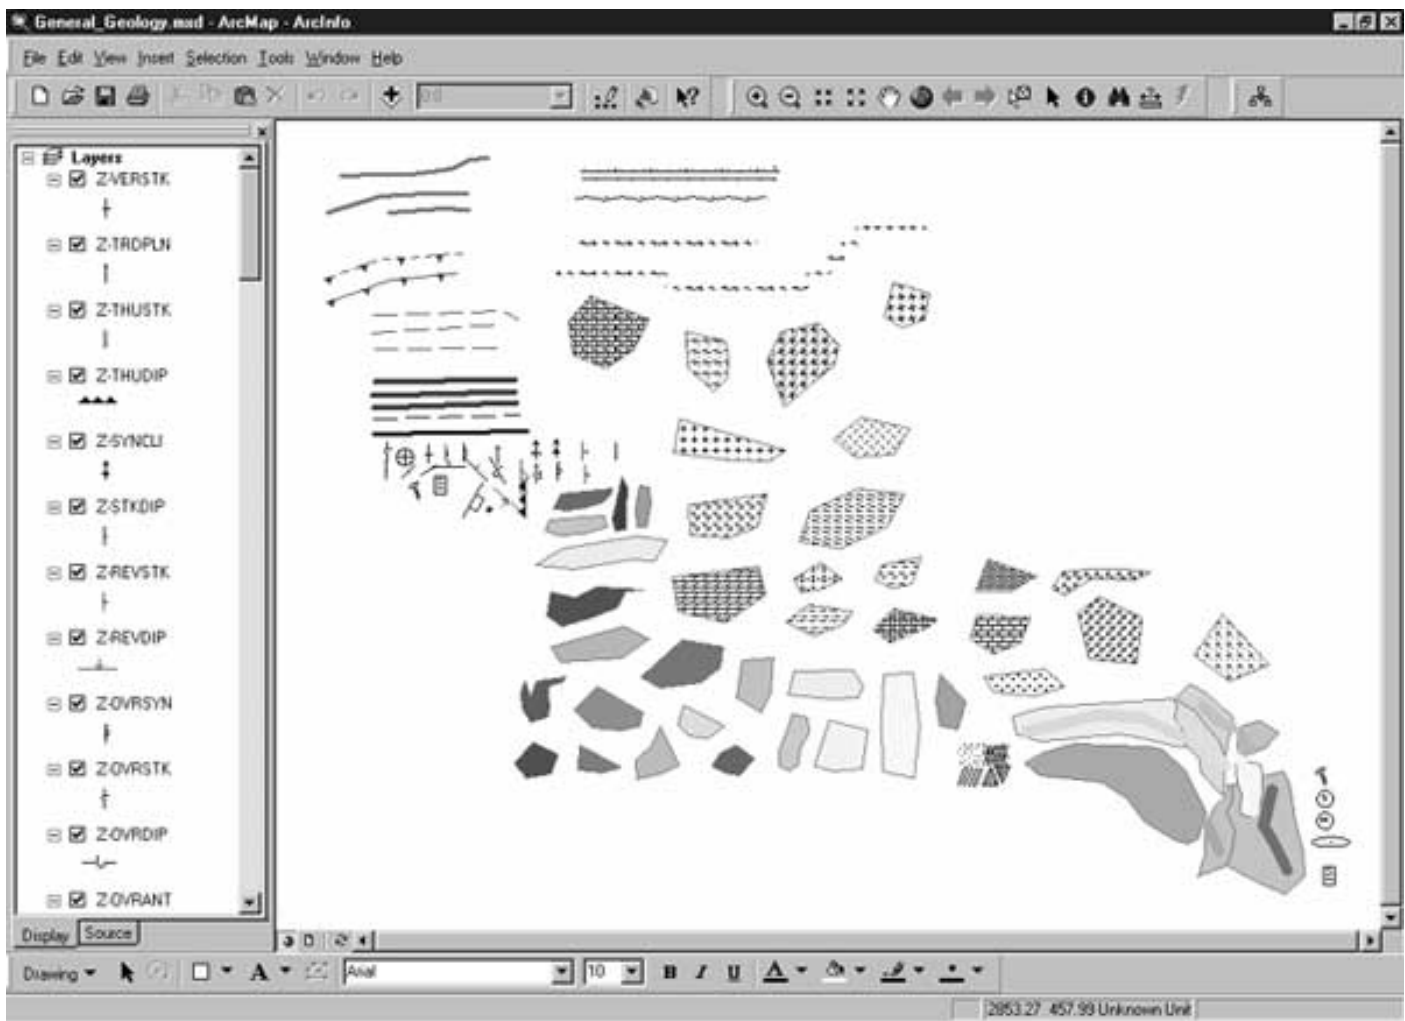 General_Geology.mxd - ArcMap - ArcInfo
File Edit View Insert Selection Tools Window Help
Layers
Z-VERSTK
Z-TRDPLN
Z-THUSTK
Z-THUDIP
Z-SYNCLI
Z-STKDIP
Z-REVSTK
Z-REVDIP
Z-OVRSYN
Z-OVRSTK
Z-OVRDIP
Z-OVRANT
Display Source
Drawing A Arial 10 B I U A
2853.27 457.99 Unknown Unit